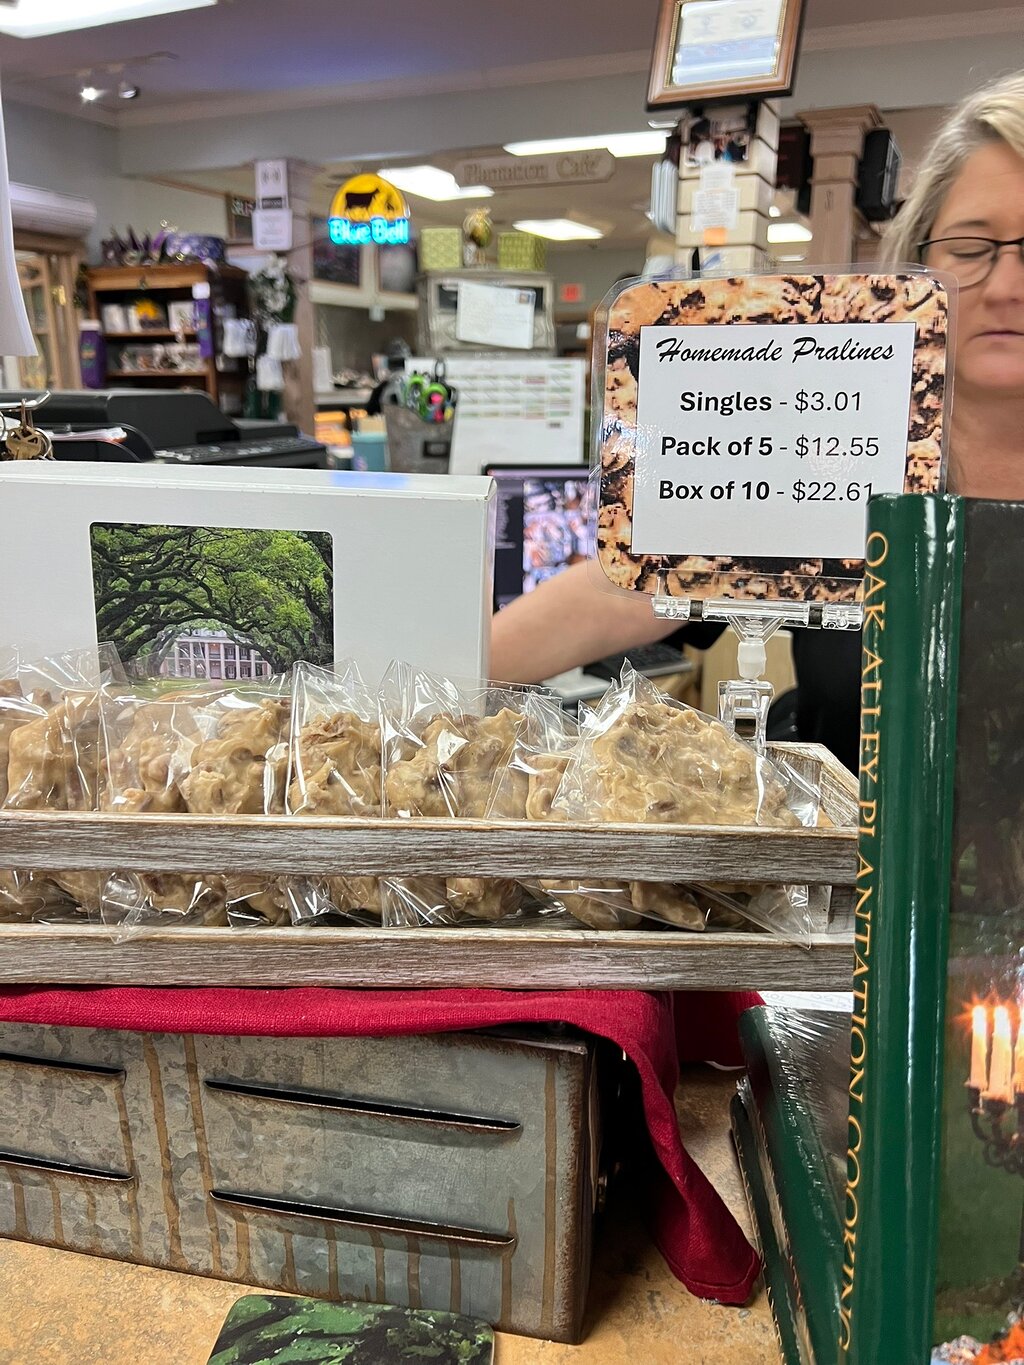 Plantation Café
Blue Bell
Homemade Pralines
Singles - $3.01
Pack of 5 - $12.55
Box of 10 - $22.61
OAK ALLEY PLANTATION COOKING